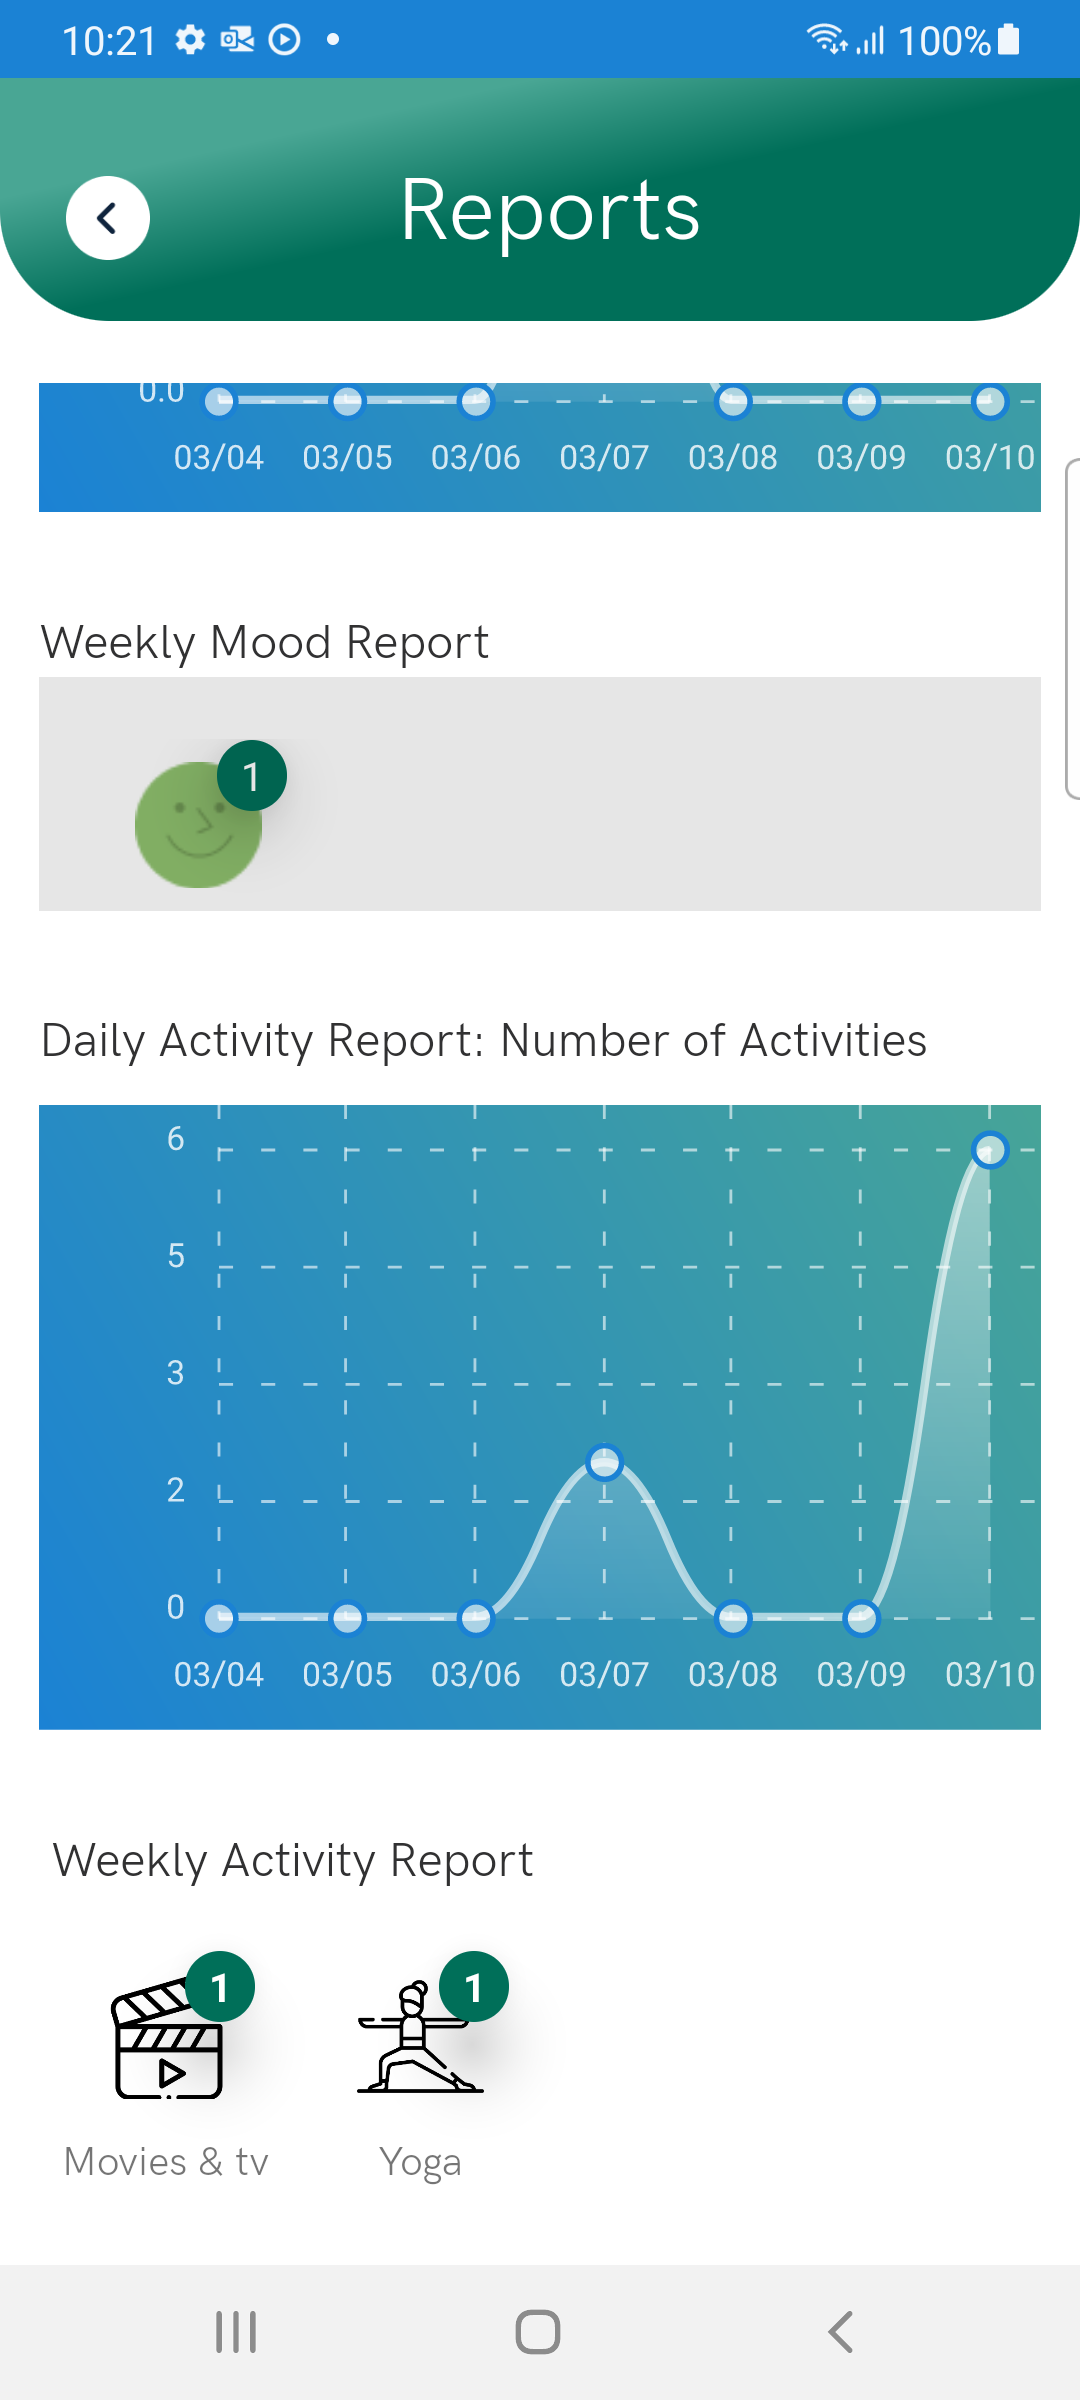 10:21 100%
Reports
0.0
03/04 03/05 03/06 03/07 03/08 03/09 03/10
Weekly Mood Report
1
Daily Activity Report: Number of Activities
6
5
3
2
0
03/04 03/05 03/06 03/07 03/08 03/09 03/10
Weekly Activity Report
1 1
Movies & tv Yoga